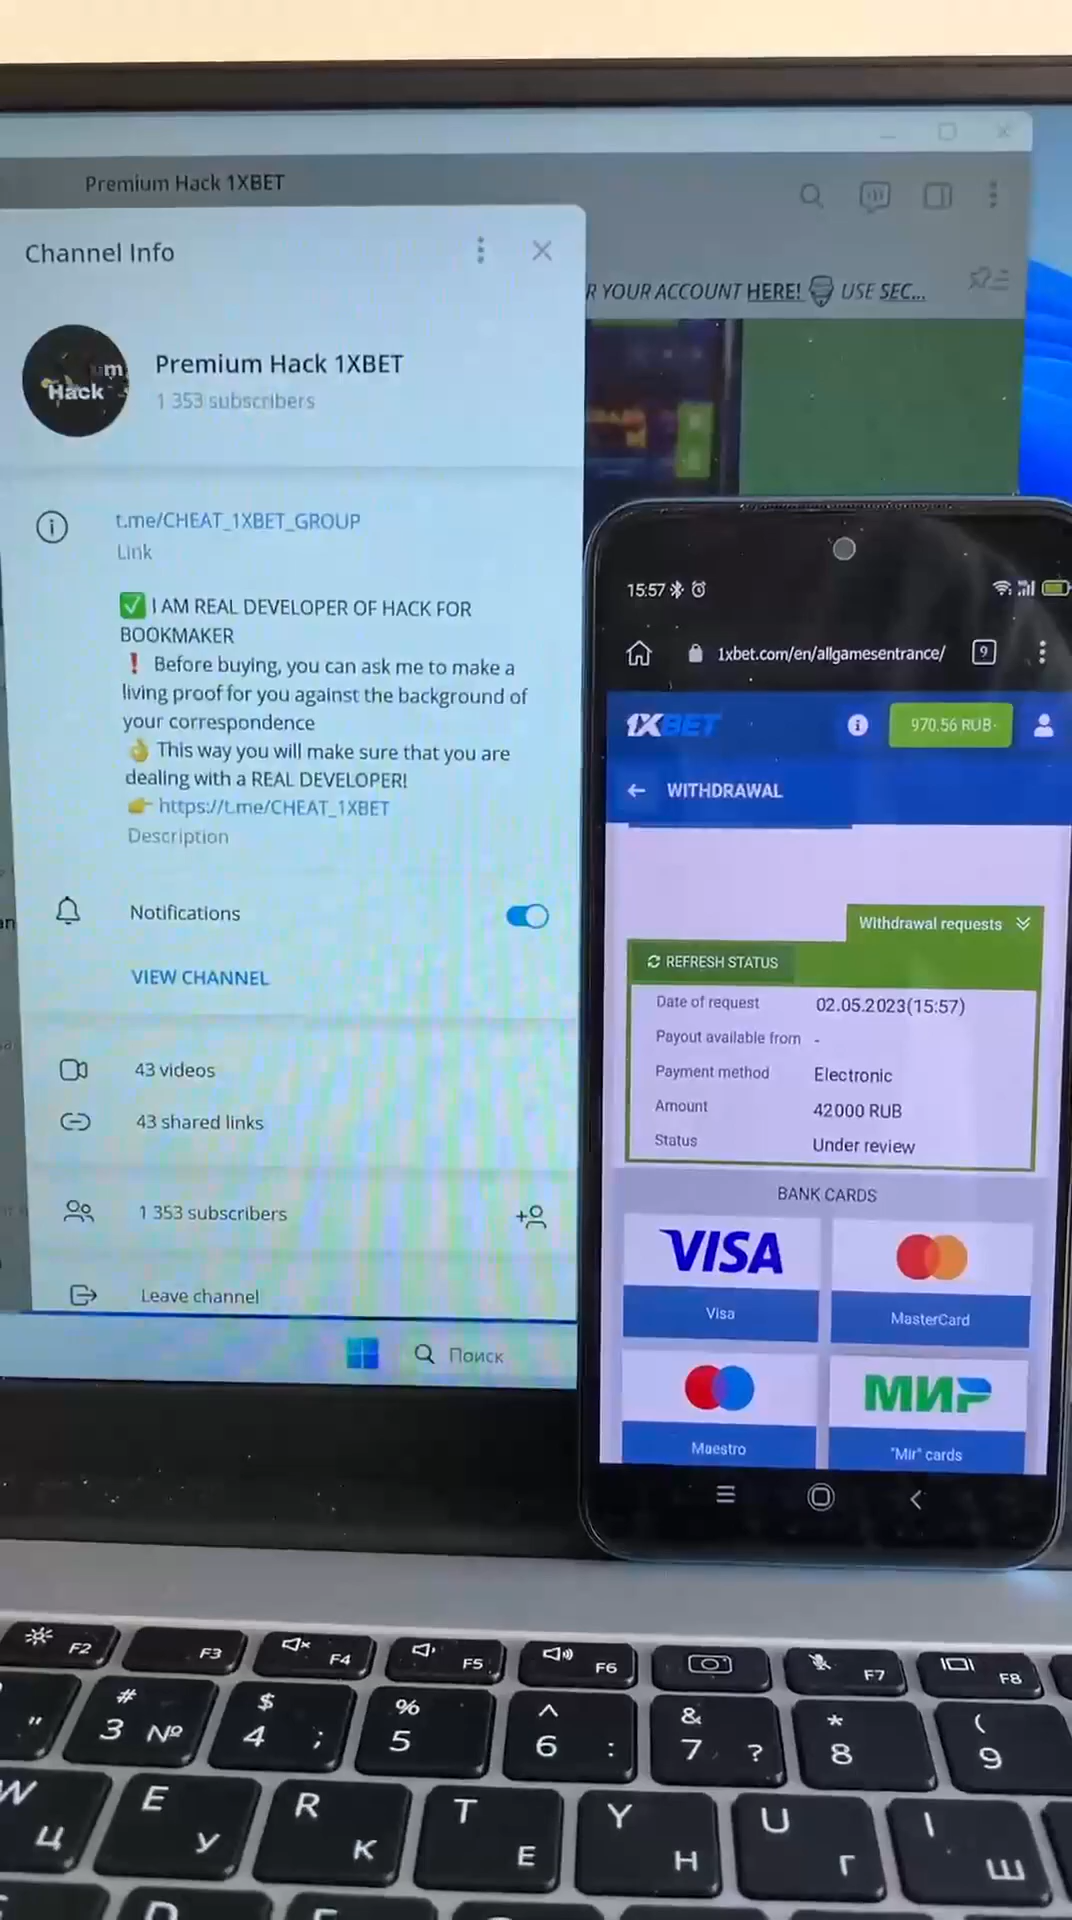 Premium Hack 1XBET
Channel Info
R YOUR ACCOUNT HERE! USE SEC...
Hack
Premium Hack 1XBET
1 353 subscribers
t.me/CHEAT_1XBET_GROUP
Link
✅ I AM REAL DEVELOPER OF HACK FOR
BOOKMAKER
❗ Before buying, you can ask me to make a
living proof for you against the background of
your correspondence
👌 This way you will make sure that you are
dealing with a REAL DEVELOPER!
👉 https://t.me/CHEAT_1XBET
Description
Notifications
VIEW CHANNEL
43 videos
43 shared links
1 353 subscribers
Leave channel
Поиск
15:57
1xbet.com/en/allgamesentrance/
9
1XBET
970.56 RUB
WITHDRAWAL
Withdrawal requests
REFRESH STATUS
Date of request 02.05.2023(15:57)
Payout available from -
Payment method Electronic
Amount 42000 RUB
Status Under review
BANK CARDS
VISA
Visa
MasterCard
МИР
Maestro
"Mir" cards
F2 F3 F4 F5 F6 F7 F8
" # 3 № $ 4 ; % 5 ^ 6 : & 7 ? * 8 ( 9
W Ц E У R К T Е Y Н U Г I Ш